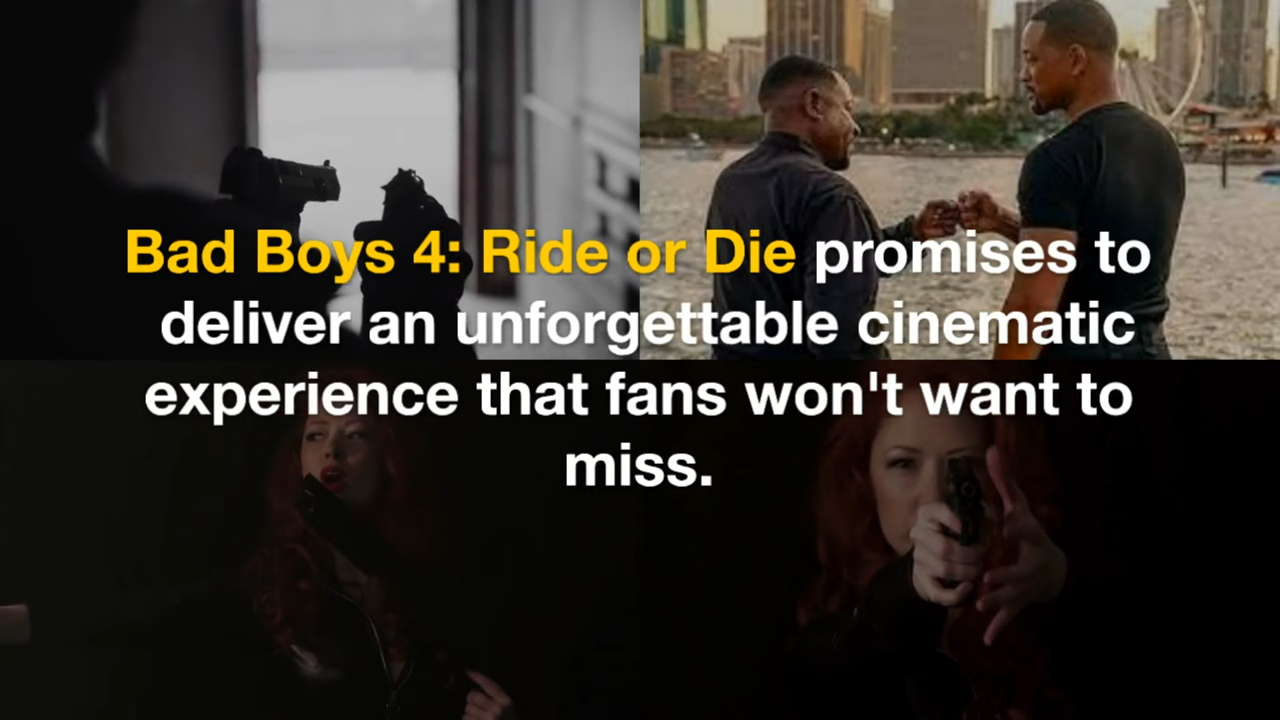 Bad Boys 4: Ride or Die promises to
deliver an unforgettable cinematic
experience that fans won't want to
miss.